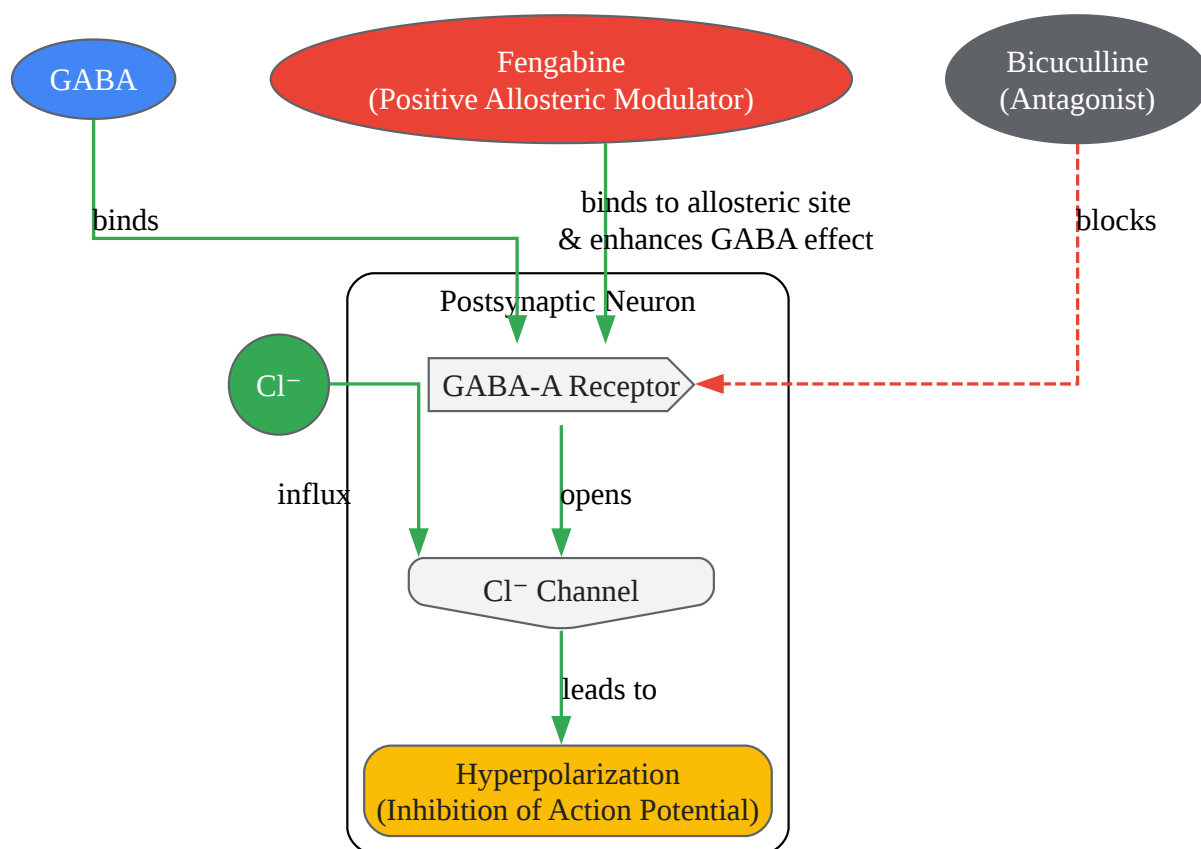 GABA
Fengabine
(Positive Allosteric Modulator)
Bicuculline
(Antagonist)
binds
binds to allosteric site
& enhances GABA effect
blocks
Postsynaptic Neuron
Cl⁻
GABA-A Receptor
influx
opens
Cl⁻ Channel
leads to
Hyperpolarization
(Inhibition of Action Potential)